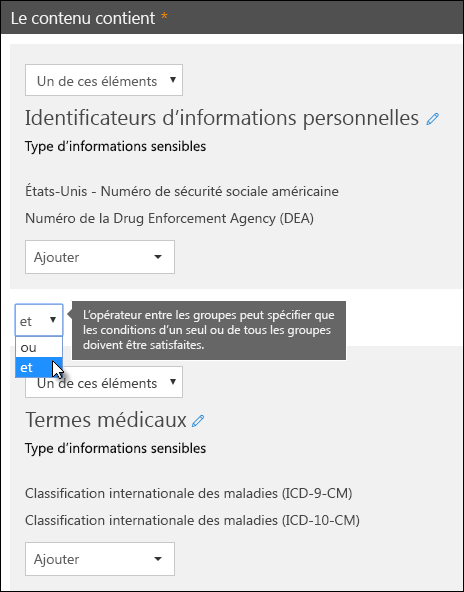 Le contenu contient *
Un de ces éléments
Identificateurs d’informations personnelles
Type d’informations sensibles
États-Unis - Numéro de sécurité sociale américaine
Numéro de la Drug Enforcement Agency (DEA)
Ajouter
et
L’opérateur entre les groupes peut spécifier que
les conditions d’un seul ou de tous les groupes
doivent être satisfaites.
ou
et
Un de ces éléments
Termes médicaux
Type d’informations sensibles
Classification internationale des maladies (ICD-9-CM)
Classification internationale des maladies (ICD-10-CM)
Ajouter